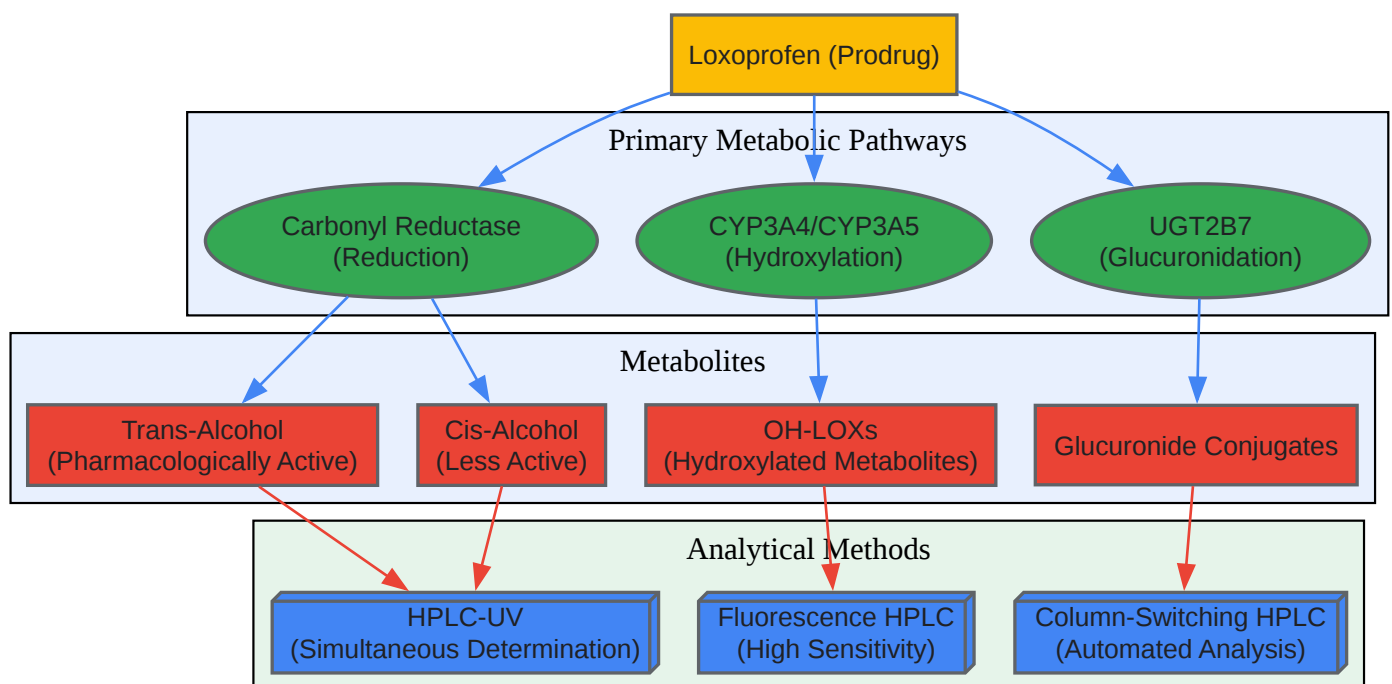 Loxoprofen (Prodrug)
Primary Metabolic Pathways
Carbonyl Reductase
(Reduction)
CYP3A4/CYP3A5
(Hydroxylation)
UGT2B7
(Glucuronidation)
Metabolites
Trans-Alcohol
(Pharmacologically Active)
Cis-Alcohol
(Less Active)
OH-LOXs
(Hydroxylated Metabolites)
Glucuronide Conjugates
Analytical Methods
HPLC-UV
(Simultaneous Determination)
Fluorescence HPLC
(High Sensitivity)
Column-Switching HPLC
(Automated Analysis)